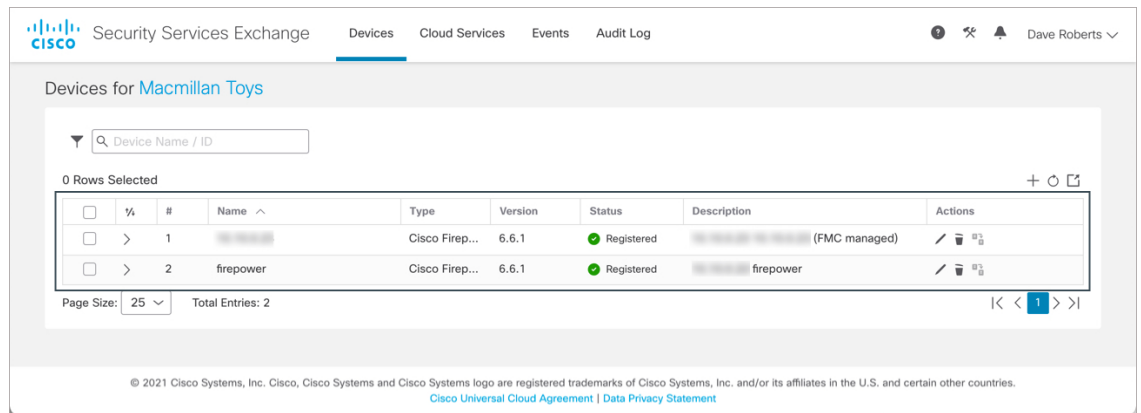 CISCO Security Services Exchange Devices Cloud Services Events Audit Log ? Dave Roberts
Devices for Macmillan Toys
Device Name / ID
0 Rows Selected
# Name Type Version Status Description Actions
1 Cisco Firep... 6.6.1 Registered (FMC managed)
2 firepower Cisco Firep... 6.6.1 Registered firepower
Page Size: 25 Total Entries: 2 1
© 2021 Cisco Systems, Inc. Cisco, Cisco Systems and Cisco Systems logo are registered trademarks of Cisco Systems, Inc. and/or its affiliates in the U.S. and certain other countries.
Cisco Universal Cloud Agreement | Data Privacy Statement